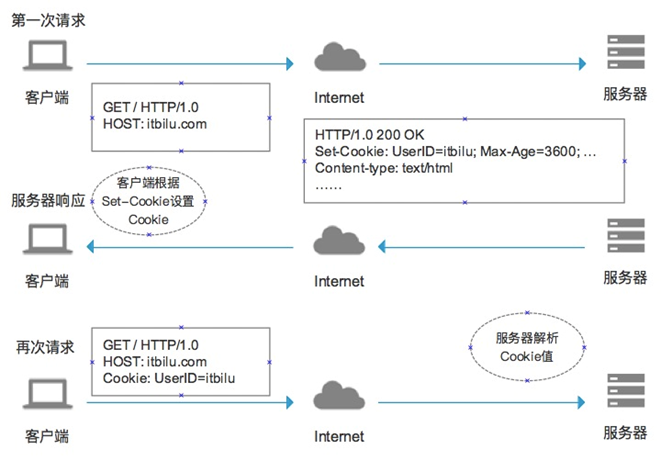 第一次请求
客户端
Internet
服务器
GET / HTTP/1.0
HOST: itbilu.com
HTTP/1.0 200 OK
Set-Cookie: UserID=itbilu; Max-Age=3600; ...
Content-type: text/html
……
客户端根据
Set-Cookie设置
Cookie
服务器响应
客户端
Internet
服务器
再次请求
GET / HTTP/1.0
HOST: itbilu.com
Cookie: UserID=itbilu
服务器解析
Cookie值
客户端
Internet
服务器